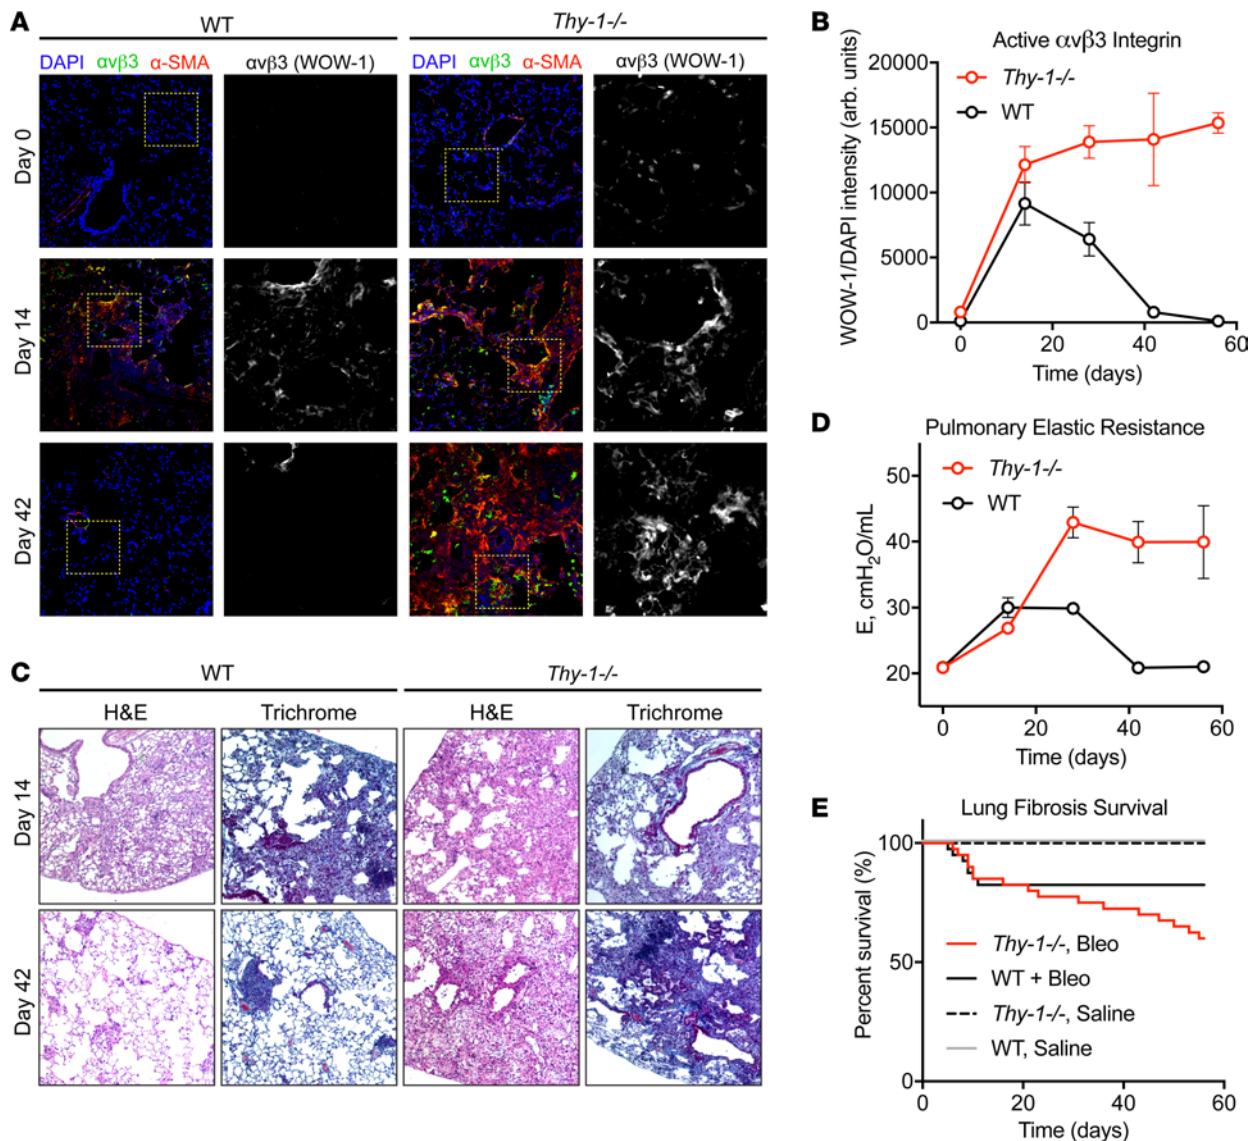 A
WT
Thy-1-/-
DAPI αvβ3 α-SMA
αvβ3 (WOW-1)
DAPI αvβ3 α-SMA
αvβ3 (WOW-1)
Day 0
Day 14
Day 42
B
Active αvβ3 Integrin
WOW-1/DAPI intensity (arb. units)
20000
15000
10000
5000
0
Thy-1-/-
WT
0
20
40
60
Time (days)
C
WT
Thy-1-/-
H&E
Trichrome
H&E
Trichrome
Day 14
Day 42
D
Pulmonary Elastic Resistance
E, cmH₂O/mL
50
40
30
20
Thy-1-/-
WT
0
20
40
60
Time (days)
E
Lung Fibrosis Survival
Percent survival (%)
100
50
0
Thy-1-/-, Bleo
WT + Bleo
Thy-1-/-, Saline
WT, Saline
0
20
40
60
Time (days)